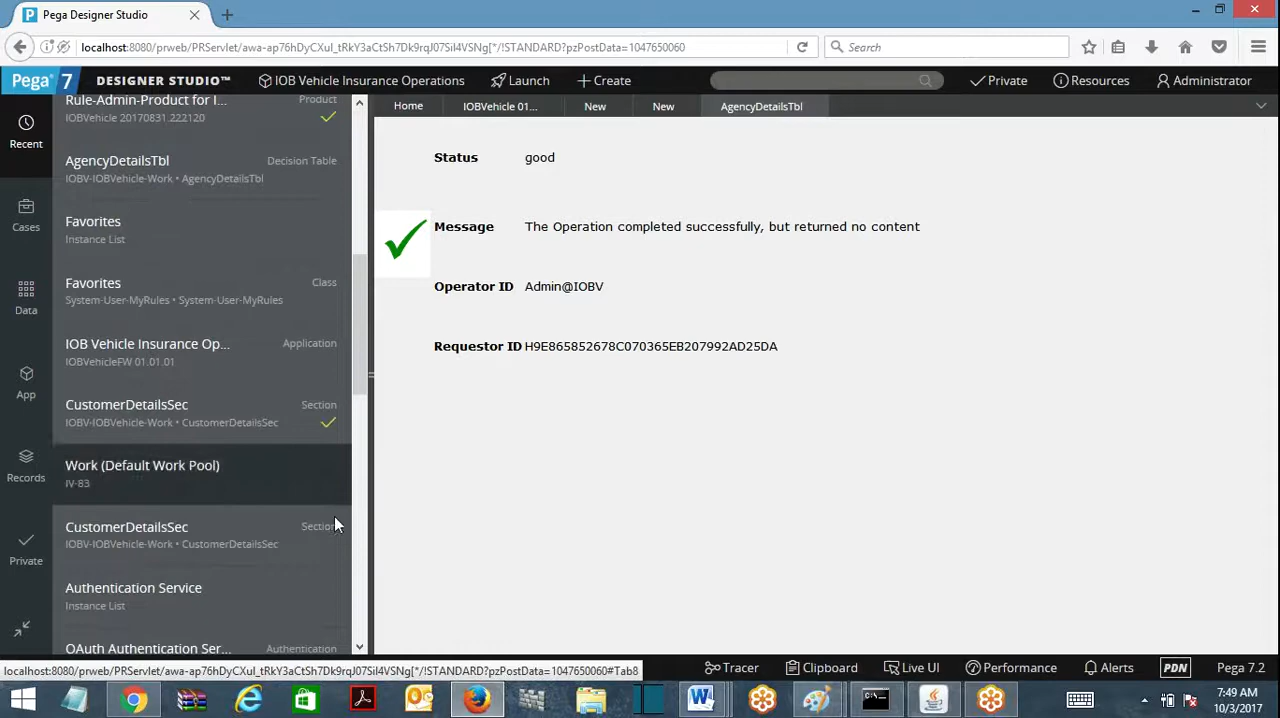 Pega Designer Studio
localhost:8080/prweb/PRServlet/awa-ap76hDyCXuI_tRkY3aCtSh7Dk9rqJ07Sil4VSNg[*/!STANDARD?pzPostData=1047650060
Search
Pega 7 DESIGNER STUDIO™ IOB Vehicle Insurance Operations Launch Create Private Resources Administrator
Home IOBVehicle 01... New New AgencyDetailsTbl
Recent
Cases
Data
App
Records
Private
Rule-Admin-Product for I... Product
IOBVehicle 20170831.222120
AgencyDetailsTbl Decision Table
IOBV-IOBVehicle-Work • AgencyDetailsTbl
Favorites
Instance List
Favorites Class
System-User-MyRules • System-User-MyRules
IOB Vehicle Insurance Op... Application
IOBVehicleFW 01.01.01
CustomerDetailsSec Section
IOBV-IOBVehicle-Work • CustomerDetailsSec
Work (Default Work Pool)
IV-83
CustomerDetailsSec Section
IOBV-IOBVehicle-Work • CustomerDetailsSec
Authentication Service
Instance List
OAuth Authentication Ser... Authentication
Status good
Message The Operation completed successfully, but returned no content
Operator ID Admin@IOBV
Requestor ID H9E865852678C070365EB207992AD25DA
localhost:8080/prweb/PRServlet/awa-ap76hDyCXuI_tRkY3aCtSh7Dk9rqJ07Sil4VSNg[*/!STANDARD?pzPostData=1047650060#Tab8
Tracer Clipboard Live UI Performance Alerts PDN Pega 7.2
7:49 AM
10/3/2017